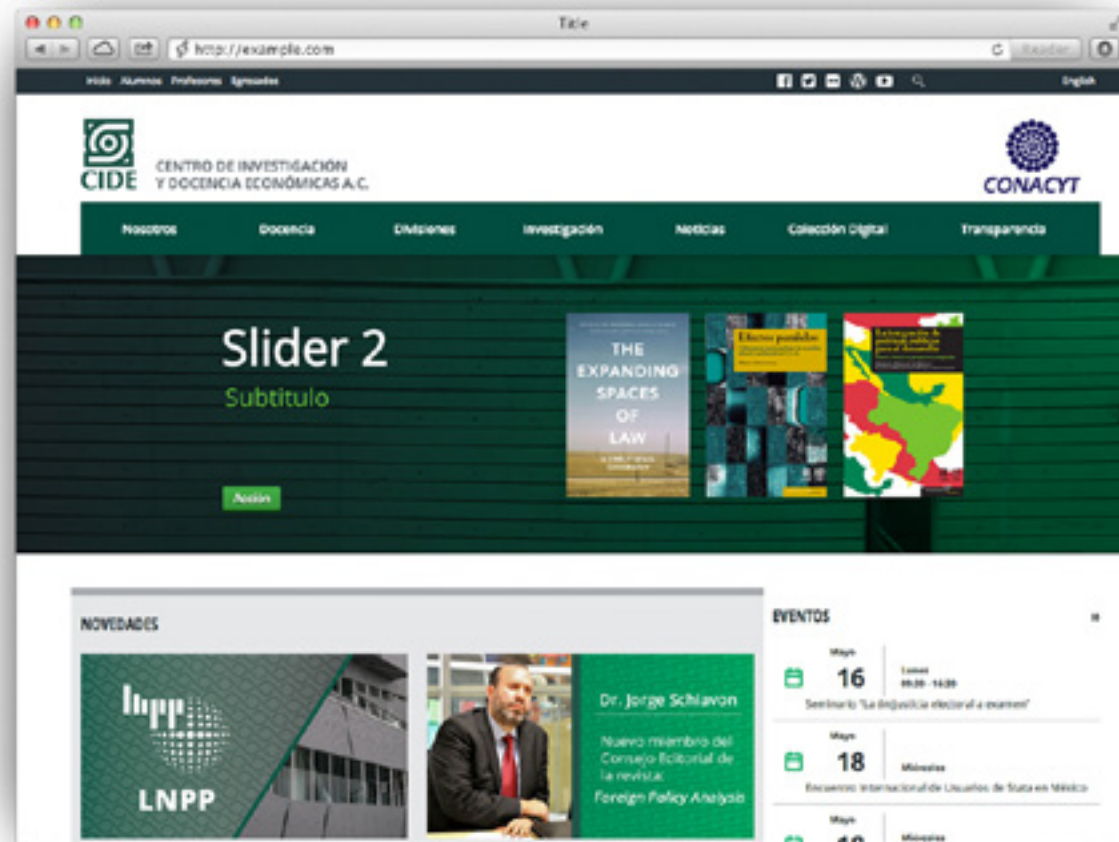 Title
http://example.com
Reader
Inicio Alumnos Profesores Egresados
English
CIDE
CENTRO DE INVESTIGACIÓN
Y DOCENCIA ECONÓMICAS A.C.
CONACYT
Nosotros Docencia Divisiones Investigación Noticias Colección Digital Transparencia
Slider 2
Subtitulo
Acción
THE
EXPANDING
SPACES
OF
LAW
Efectos paralelos
NOVEDADES
lnpp
LNPP
Dr. Jorge Schiavon
Nuevo miembro del
Consejo Editorial de
la revista:
Foreign Policy Analysis
EVENTOS
Mayo
16
Lunes
Seminario "La (in)justicia electoral a examen"
Mayo
18
Miércoles
Encuentro Internacional de Usuarios de Stata en México
Mayo
Miércoles